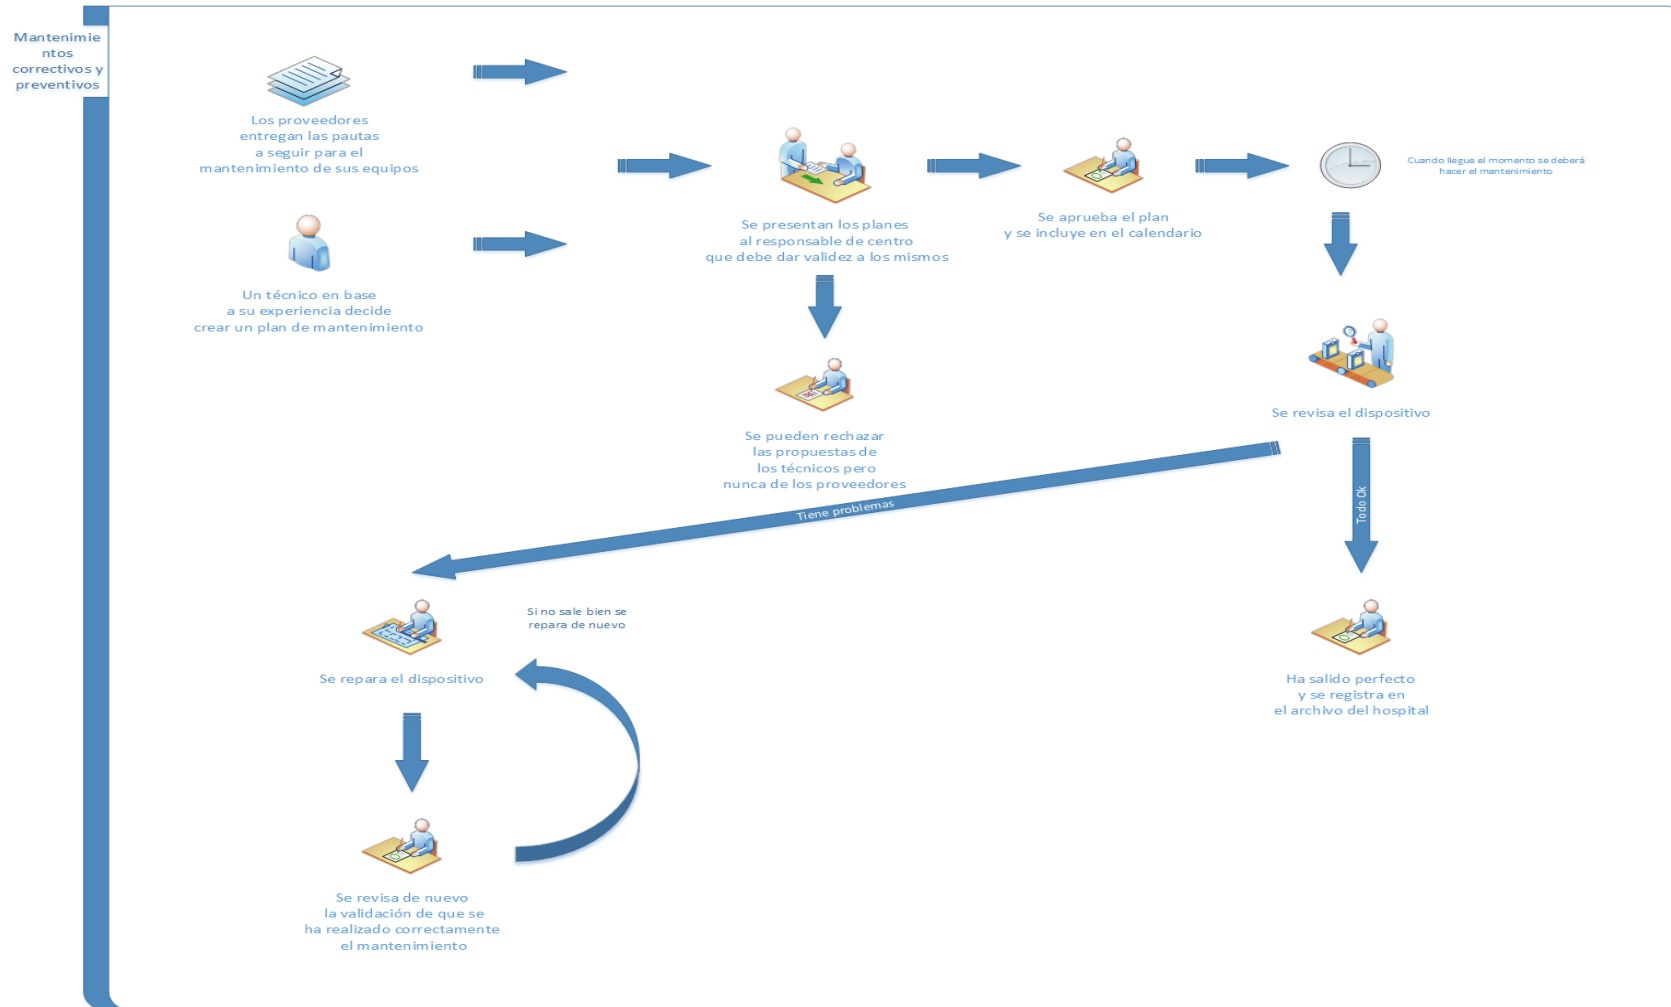 Mantenimie
ntos
correctivos y
preventivos
Los proveedores
entregan las pautas
a seguir para el
mantenimiento de sus equipos
Un técnico en base
a su experiencia decide
crear un plan de mantenimiento
Se presentan los planes
al responsable de centro
que debe dar validez a los mismos
Se aprueba el plan
y se incluye en el calendario
Cuando llegue el momento se deberá
hacer el mantenimiento
Se pueden rechazar
las propuestas de
los técnicos pero
nunca de los proveedores
Se revisa el dispositivo
Tiene problemas
Todo Ok
Se repara el dispositivo
Si no sale bien se
repara de nuevo
Ha salido perfecto
y se registra en
el archivo del hospital
Se revisa de nuevo
la validación de que se
ha realizado correctamente
el mantenimiento